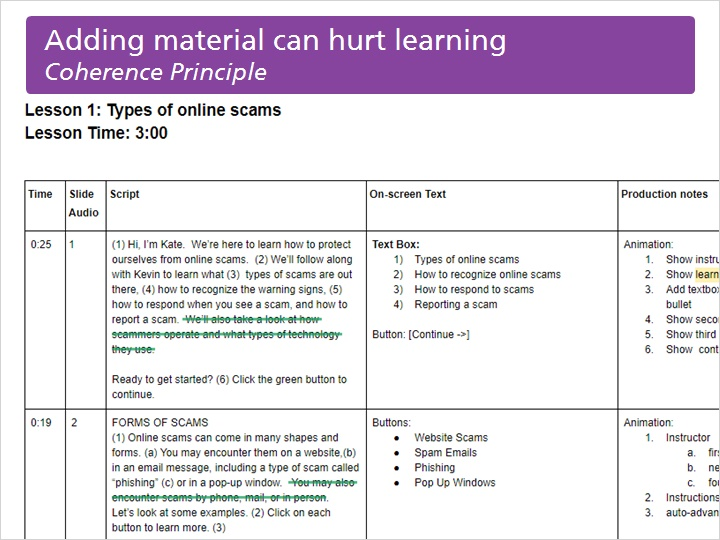 Adding material can hurt learning
Coherence Principle
Lesson 1: Types of online scams
Lesson Time: 3:00
Time
Slide
Audio
Script
On-screen Text
Production notes
0:25
1
(1) Hi, I'm Kate.  We're here to learn how to protect
ourselves from online scams.  (2) We'll follow along
with Kevin to learn what (3)  types of scams are out
there, (4) how to recognize the warning signs, (5)
how to respond when you see a scam, and how to
report a scam.  We'll also take a look at how
scammers operate and what types of technology
they use.
Ready to get started? (6) Click the green button to
continue.
Text Box:
1) Types of online scams
2) How to recognize online scams
3) How to respond to scams
4) Reporting a scam
Button: [Continue ->]
Animation:
1. Show instru
2. Show learn
3. Add textbox
bullet
4. Show seco
5. Show third
6. Show  cont
0:19
2
FORMS OF SCAMS
(1) Online scams can come in many shapes and
forms. (a) You may encounter them on a website,(b)
in an email message, including a type of scam called
"phishing" (c) or in a pop-up window.  You may also
encounter scams by phone, mail, or in person.
Let's look at some examples. (2) Click on each
button to learn more. (3)
Buttons:
● Website Scams
● Spam Emails
● Phishing
● Pop Up Windows
Animation:
1. Instructor
a. firs
b. ne
c. fou
2. Instructions
3. auto-advan